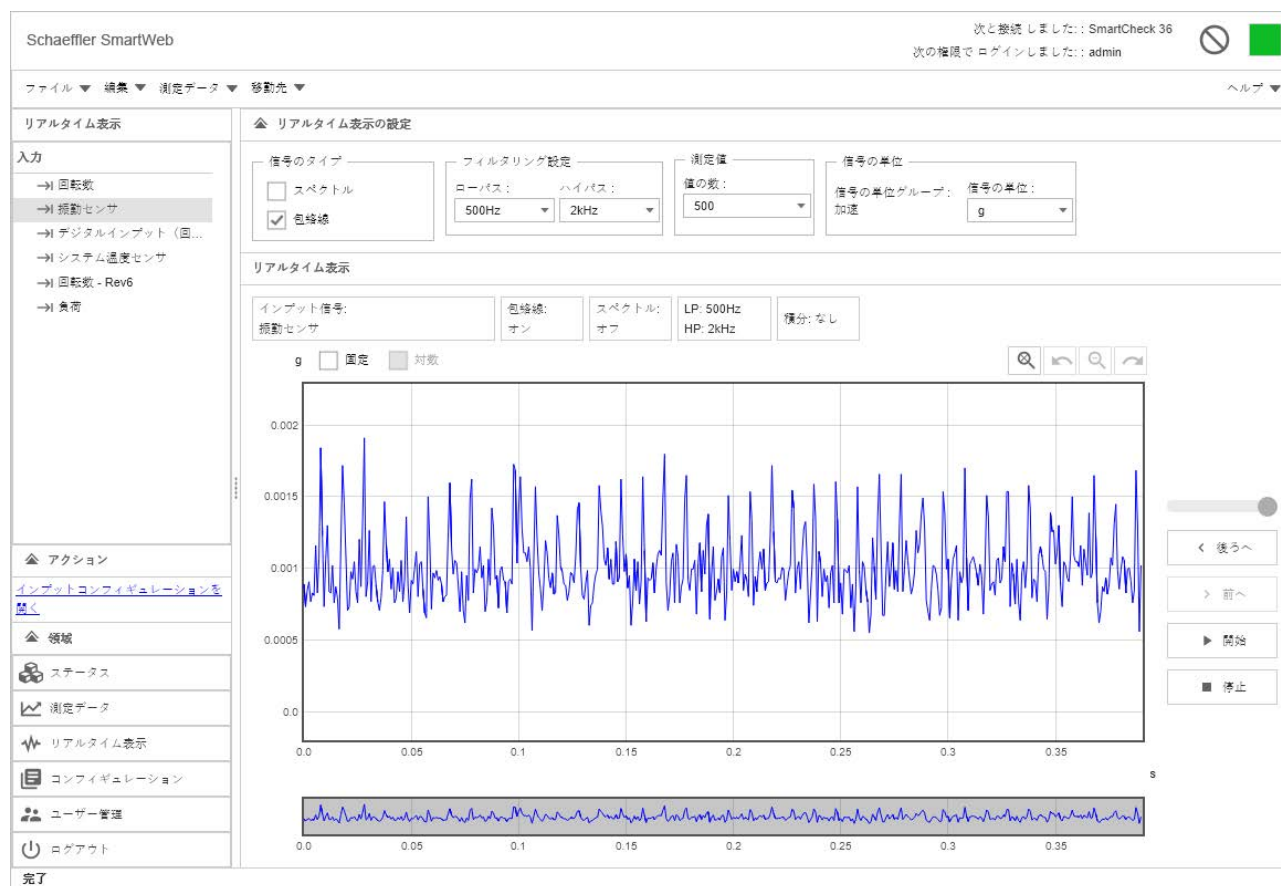 Schaeffler SmartWeb
次と接続 しました: : SmartCheck 36
次の権限で ログインしました: : admin
ファイル ▼ 編集 ▼ 測定データ ▼ 移動先 ▼
ヘルプ ▼
リアルタイム表示
入力
回転数
振動センサ
デジタルインプット（回...
システム温度センサ
回転数 - Rev6
負荷
アクション
インプットコンフィギュレーションを
開く
領域
ステータス
測定データ
リアルタイム表示
コンフィギュレーション
ユーザー管理
ログアウト
完了
リアルタイム表示の設定
信号のタイプ
スペクトル
包絡線
フィルタリング設定
ローパス : ハイパス :
500Hz 2kHz
測定値
値の数 :
500
信号の単位
信号の単位グループ : 信号の単位 :
加速 g
リアルタイム表示
インプット信号:
振動センサ
包絡線:
オン
スペクトル:
オフ
LP: 500Hz
HP: 2kHz
積分: なし
g 固定 対数
0.002
0.0015
0.001
0.0005
0.0
0.0 0.05 0.1 0.15 0.2 0.25 0.3 0.35
s
0.0 0.05 0.1 0.15 0.2 0.25 0.3 0.35
後ろへ
前へ
開始
停止